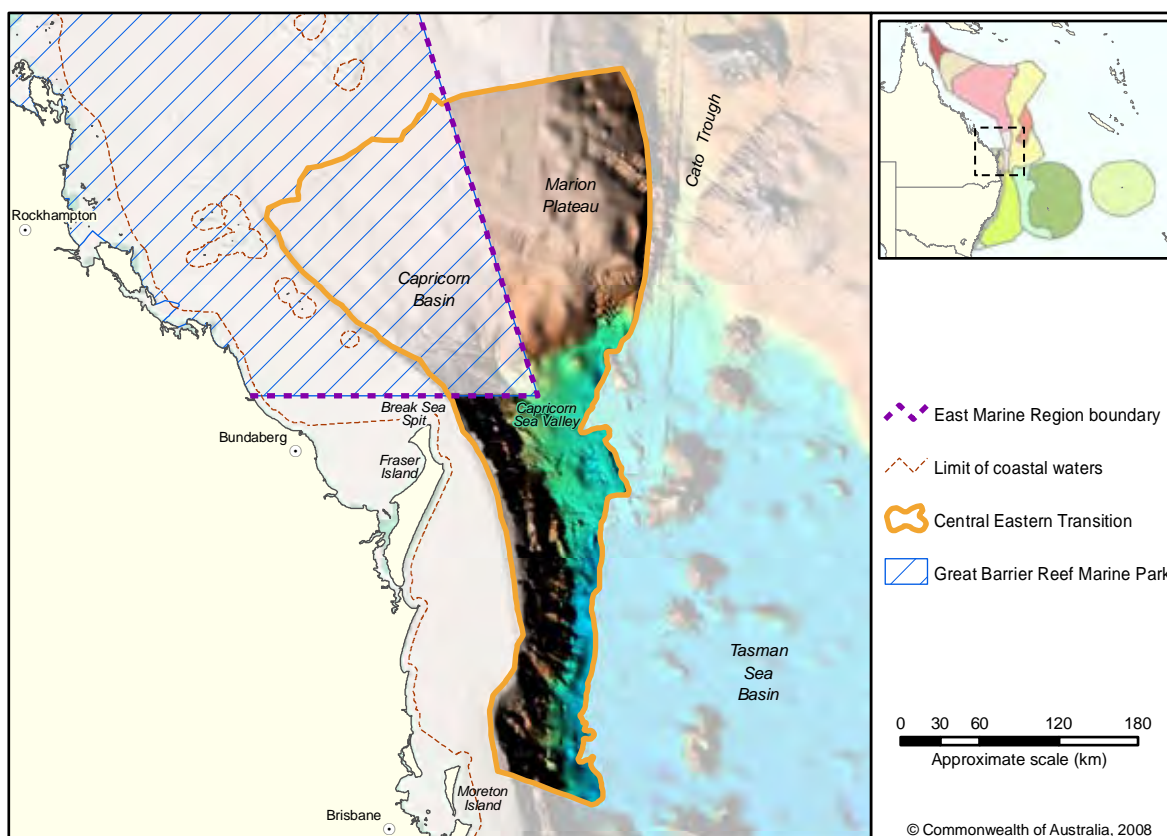 Rockhampton
Marion
Plateau
Cato Trough
Capricorn
Basin
Break Sea
Spit
Capricorn
Sea Valley
Bundaberg
Fraser
Island
Tasman
Sea
Basin
Moreton
Island
Brisbane
East Marine Region boundary
Limit of coastal waters
Central Eastern Transition
Great Barrier Reef Marine Park
0 30 60 120 180
Approximate scale (km)
© Commonwealth of Australia, 2008